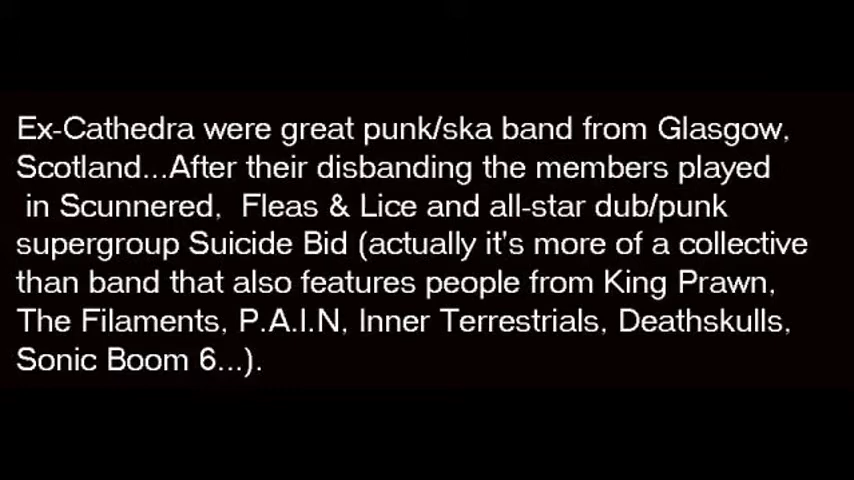 Ex-Cathedra were great punk/ska band from Glasgow,
Scotland...After their disbanding the members played
in Scunnered,  Fleas & Lice and all-star dub/punk
supergroup Suicide Bid (actually it's more of a collective
than band that also features people from King Prawn,
The Filaments, P.A.I.N, Inner Terrestrials, Deathskulls,
Sonic Boom 6...).